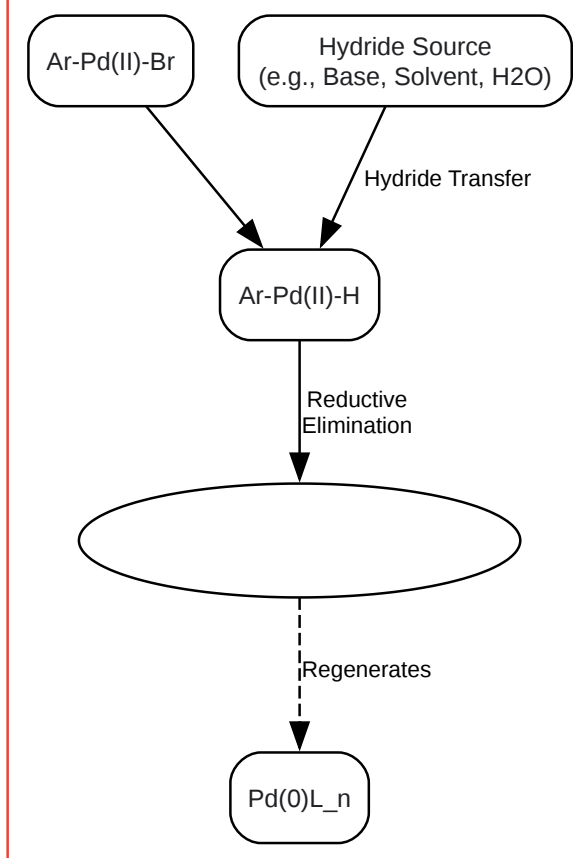 Ar-Pd(II)-Br
Hydride Source
(e.g., Base, Solvent, H2O)
Hydride Transfer
Ar-Pd(II)-H
Reductive
Elimination
Regenerates
Pd(0)L_n